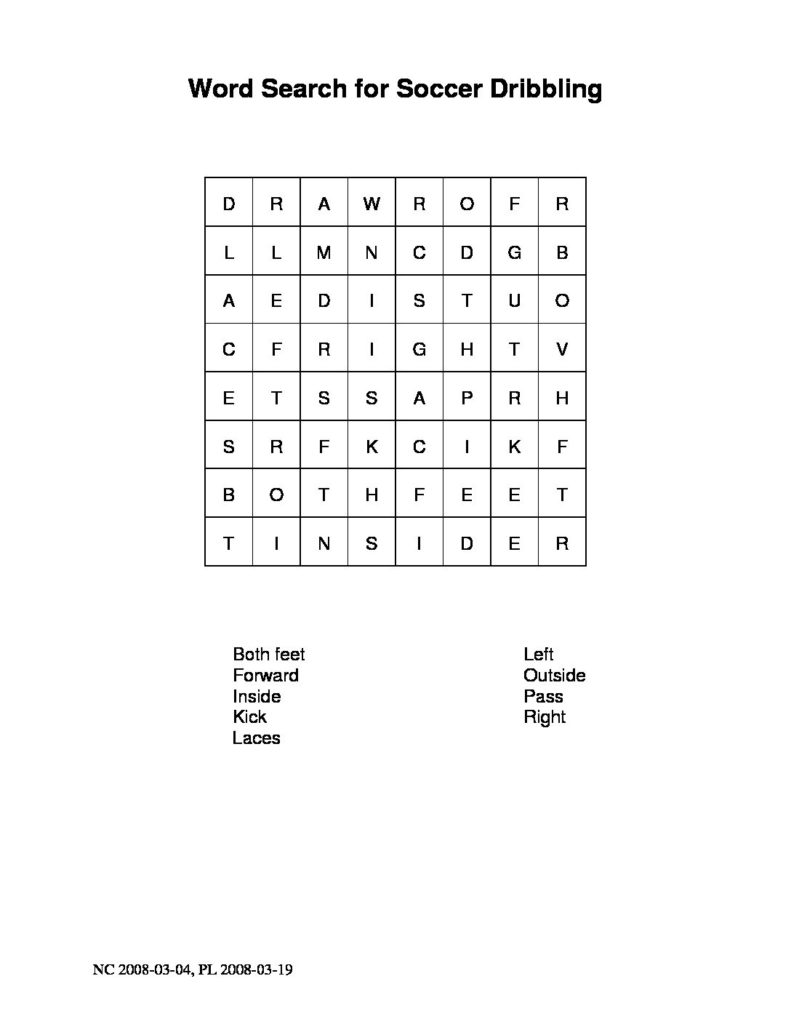 Word Search for Soccer Dribbling
D R A W R O F R
L L M N C D G B
A E D I S T U O
C F R I G H T V
E T S S A P R H
S R F K C I K F
B O T H F E E T
T I N S I D E R
Both feet Left
Forward Outside
Inside Pass
Kick Right
Laces
NC 2008-03-04, PL 2008-03-19